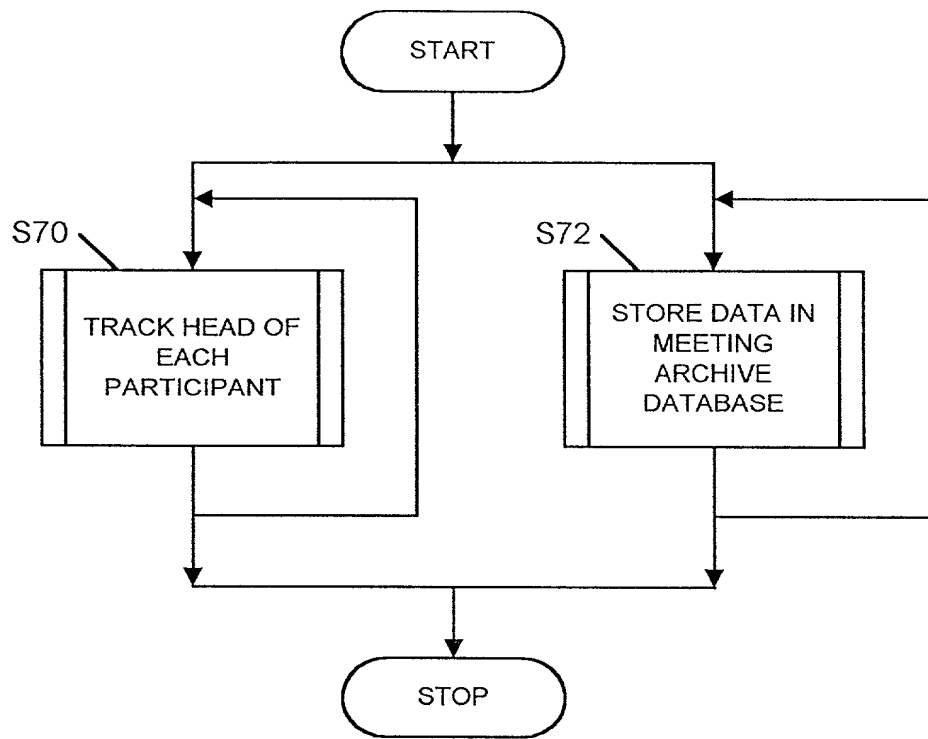 START
S70
TRACK HEAD OF
EACH
PARTICIPANT
S72
STORE DATA IN
MEETING
ARCHIVE
DATABASE
STOP